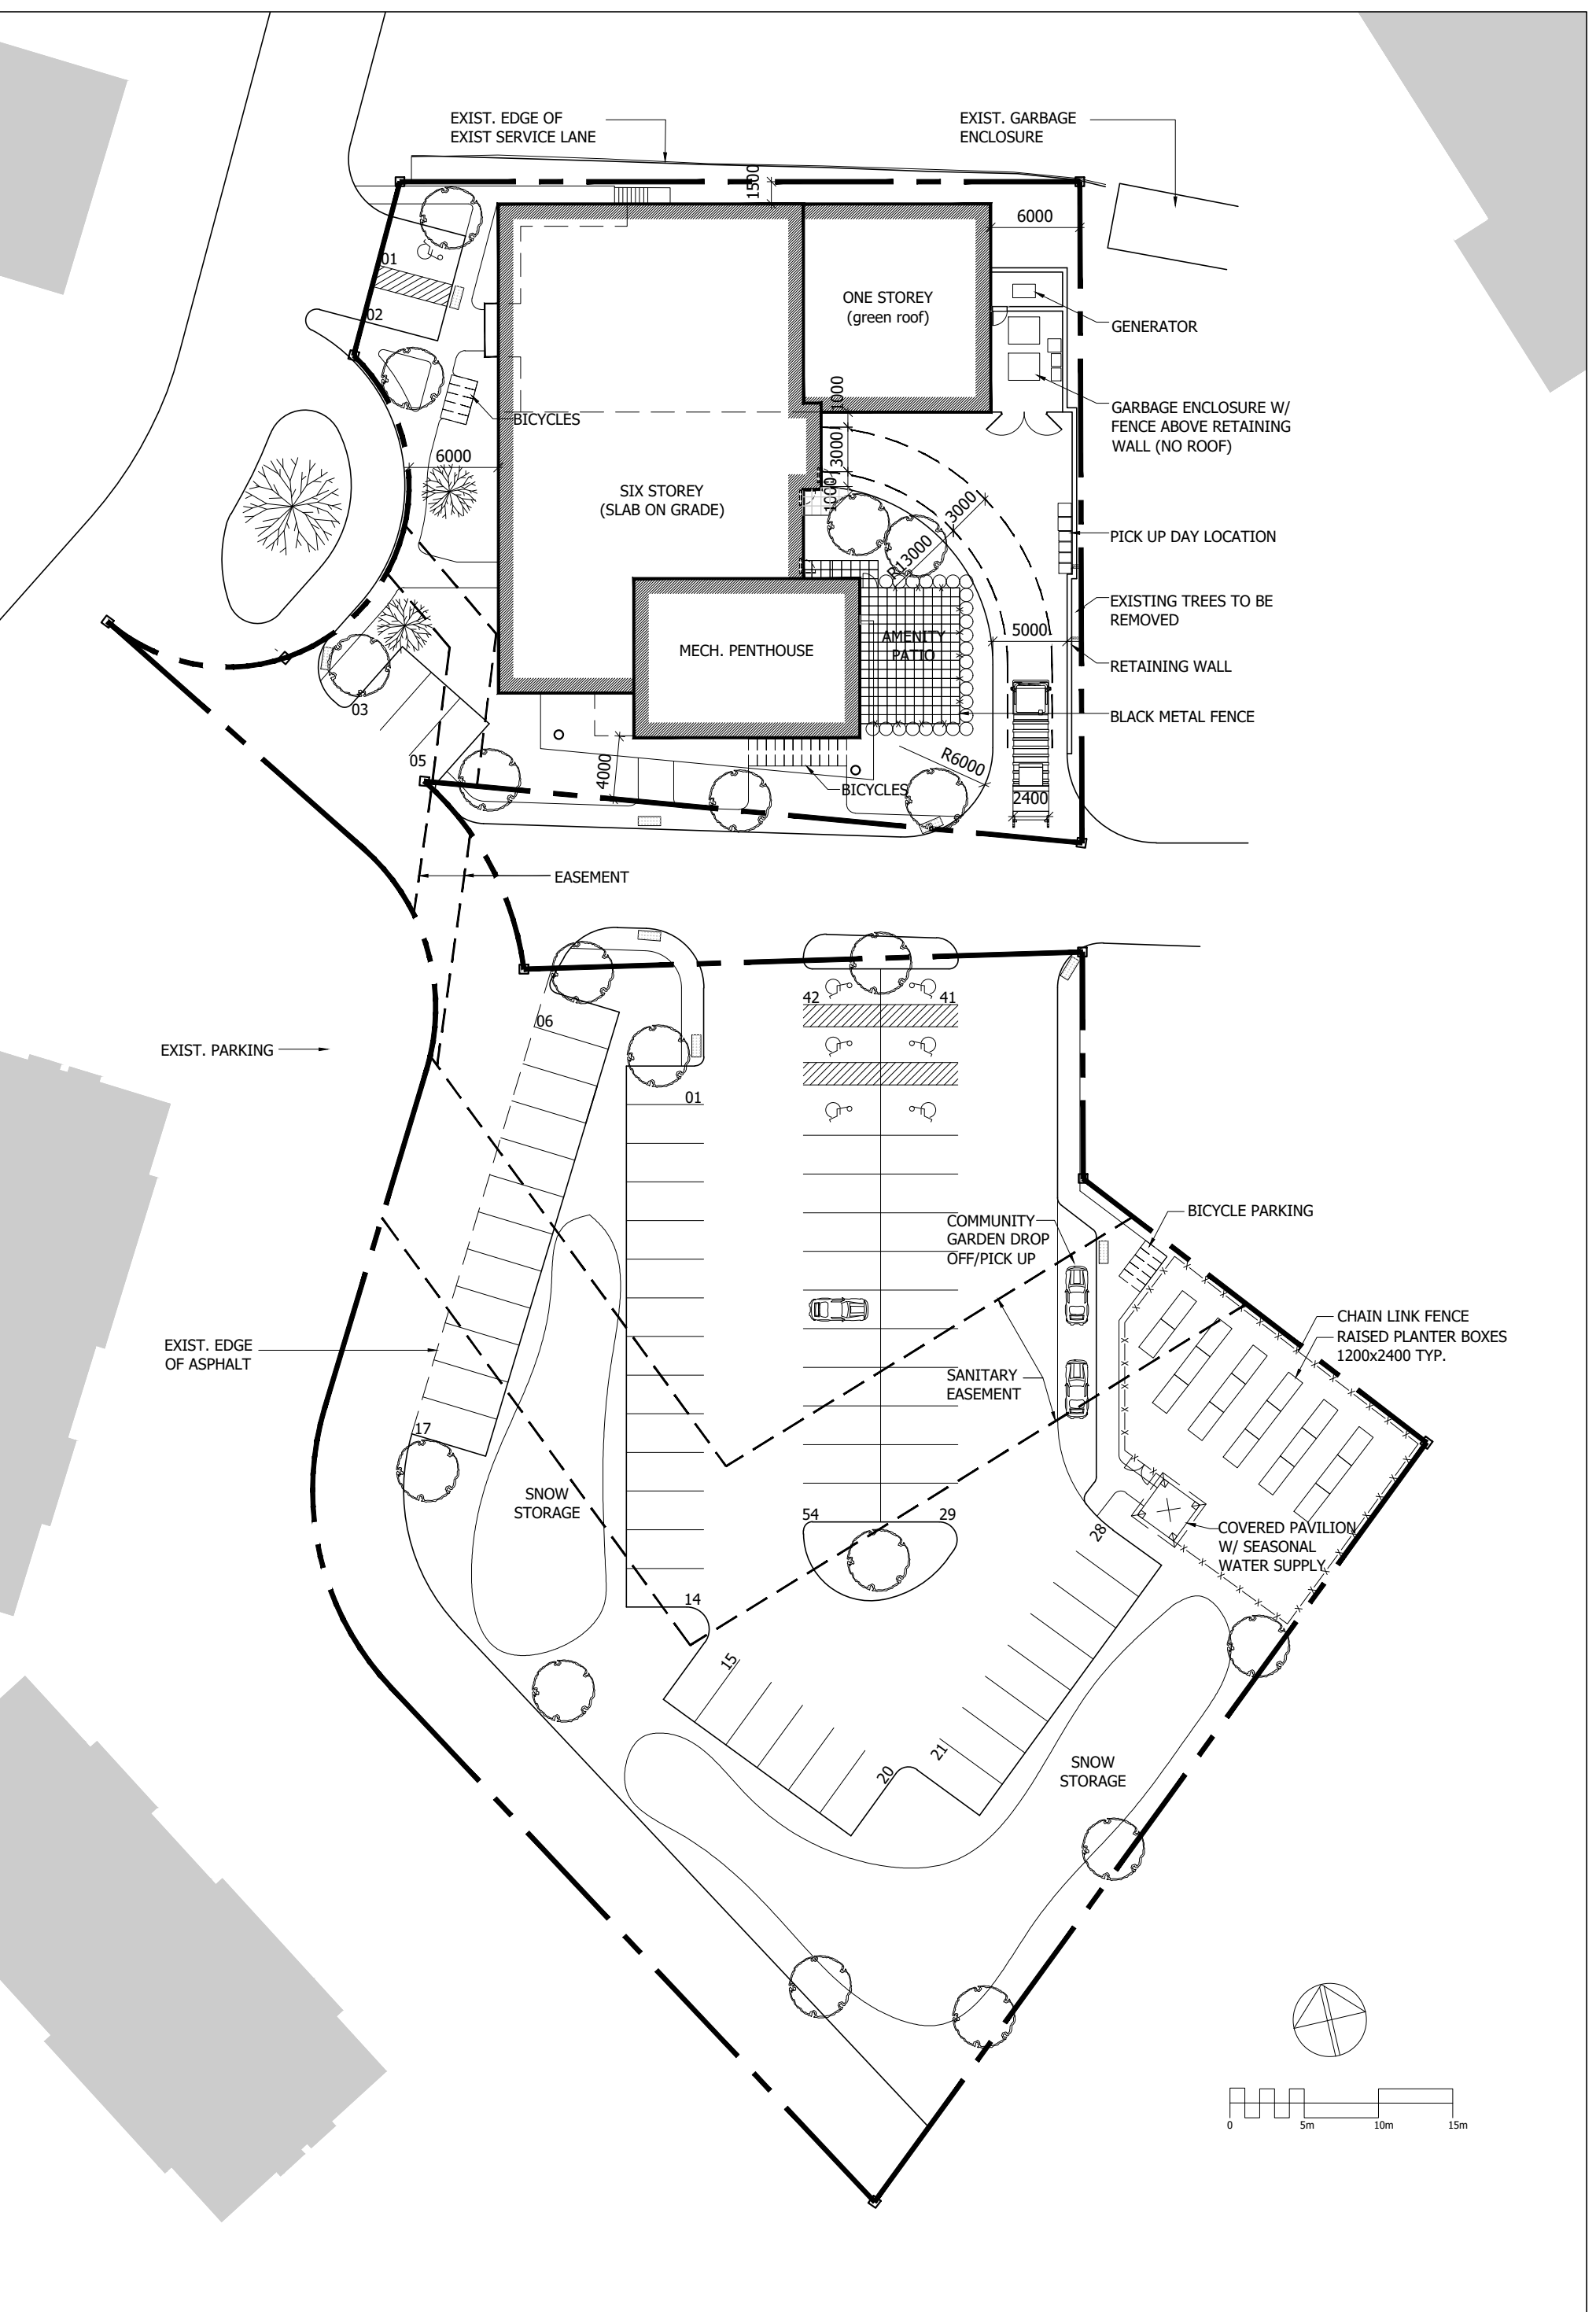 EXIST. EDGE OF
EXIST SERVICE LANE
EXIST. GARBAGE
ENCLOSURE
1500
6000
01
02
ONE STOREY
(green roof)
GENERATOR
GARBAGE ENCLOSURE W/
FENCE ABOVE RETAINING
WALL (NO ROOF)
BICYCLES
6000
1000
3000
1000
SIX STOREY
(SLAB ON GRADE)
3000
R13000
PICK UP DAY LOCATION
EXISTING TREES TO BE
REMOVED
5000
AMENITY
PATIO
MECH. PENTHOUSE
RETAINING WALL
03
BLACK METAL FENCE
05
4000
R6000
BICYCLES
2400
EASEMENT
42
41
06
EXIST. PARKING
01
COMMUNITY
GARDEN DROP
OFF/PICK UP
BICYCLE PARKING
CHAIN LINK FENCE
RAISED PLANTER BOXES
1200x2400 TYP.
EXIST. EDGE
OF ASPHALT
SANITARY
EASEMENT
17
SNOW
STORAGE
54
29
28
COVERED PAVILION
W/ SEASONAL
WATER SUPPLY
14
15
20
21
SNOW
STORAGE
0
5m
10m
15m